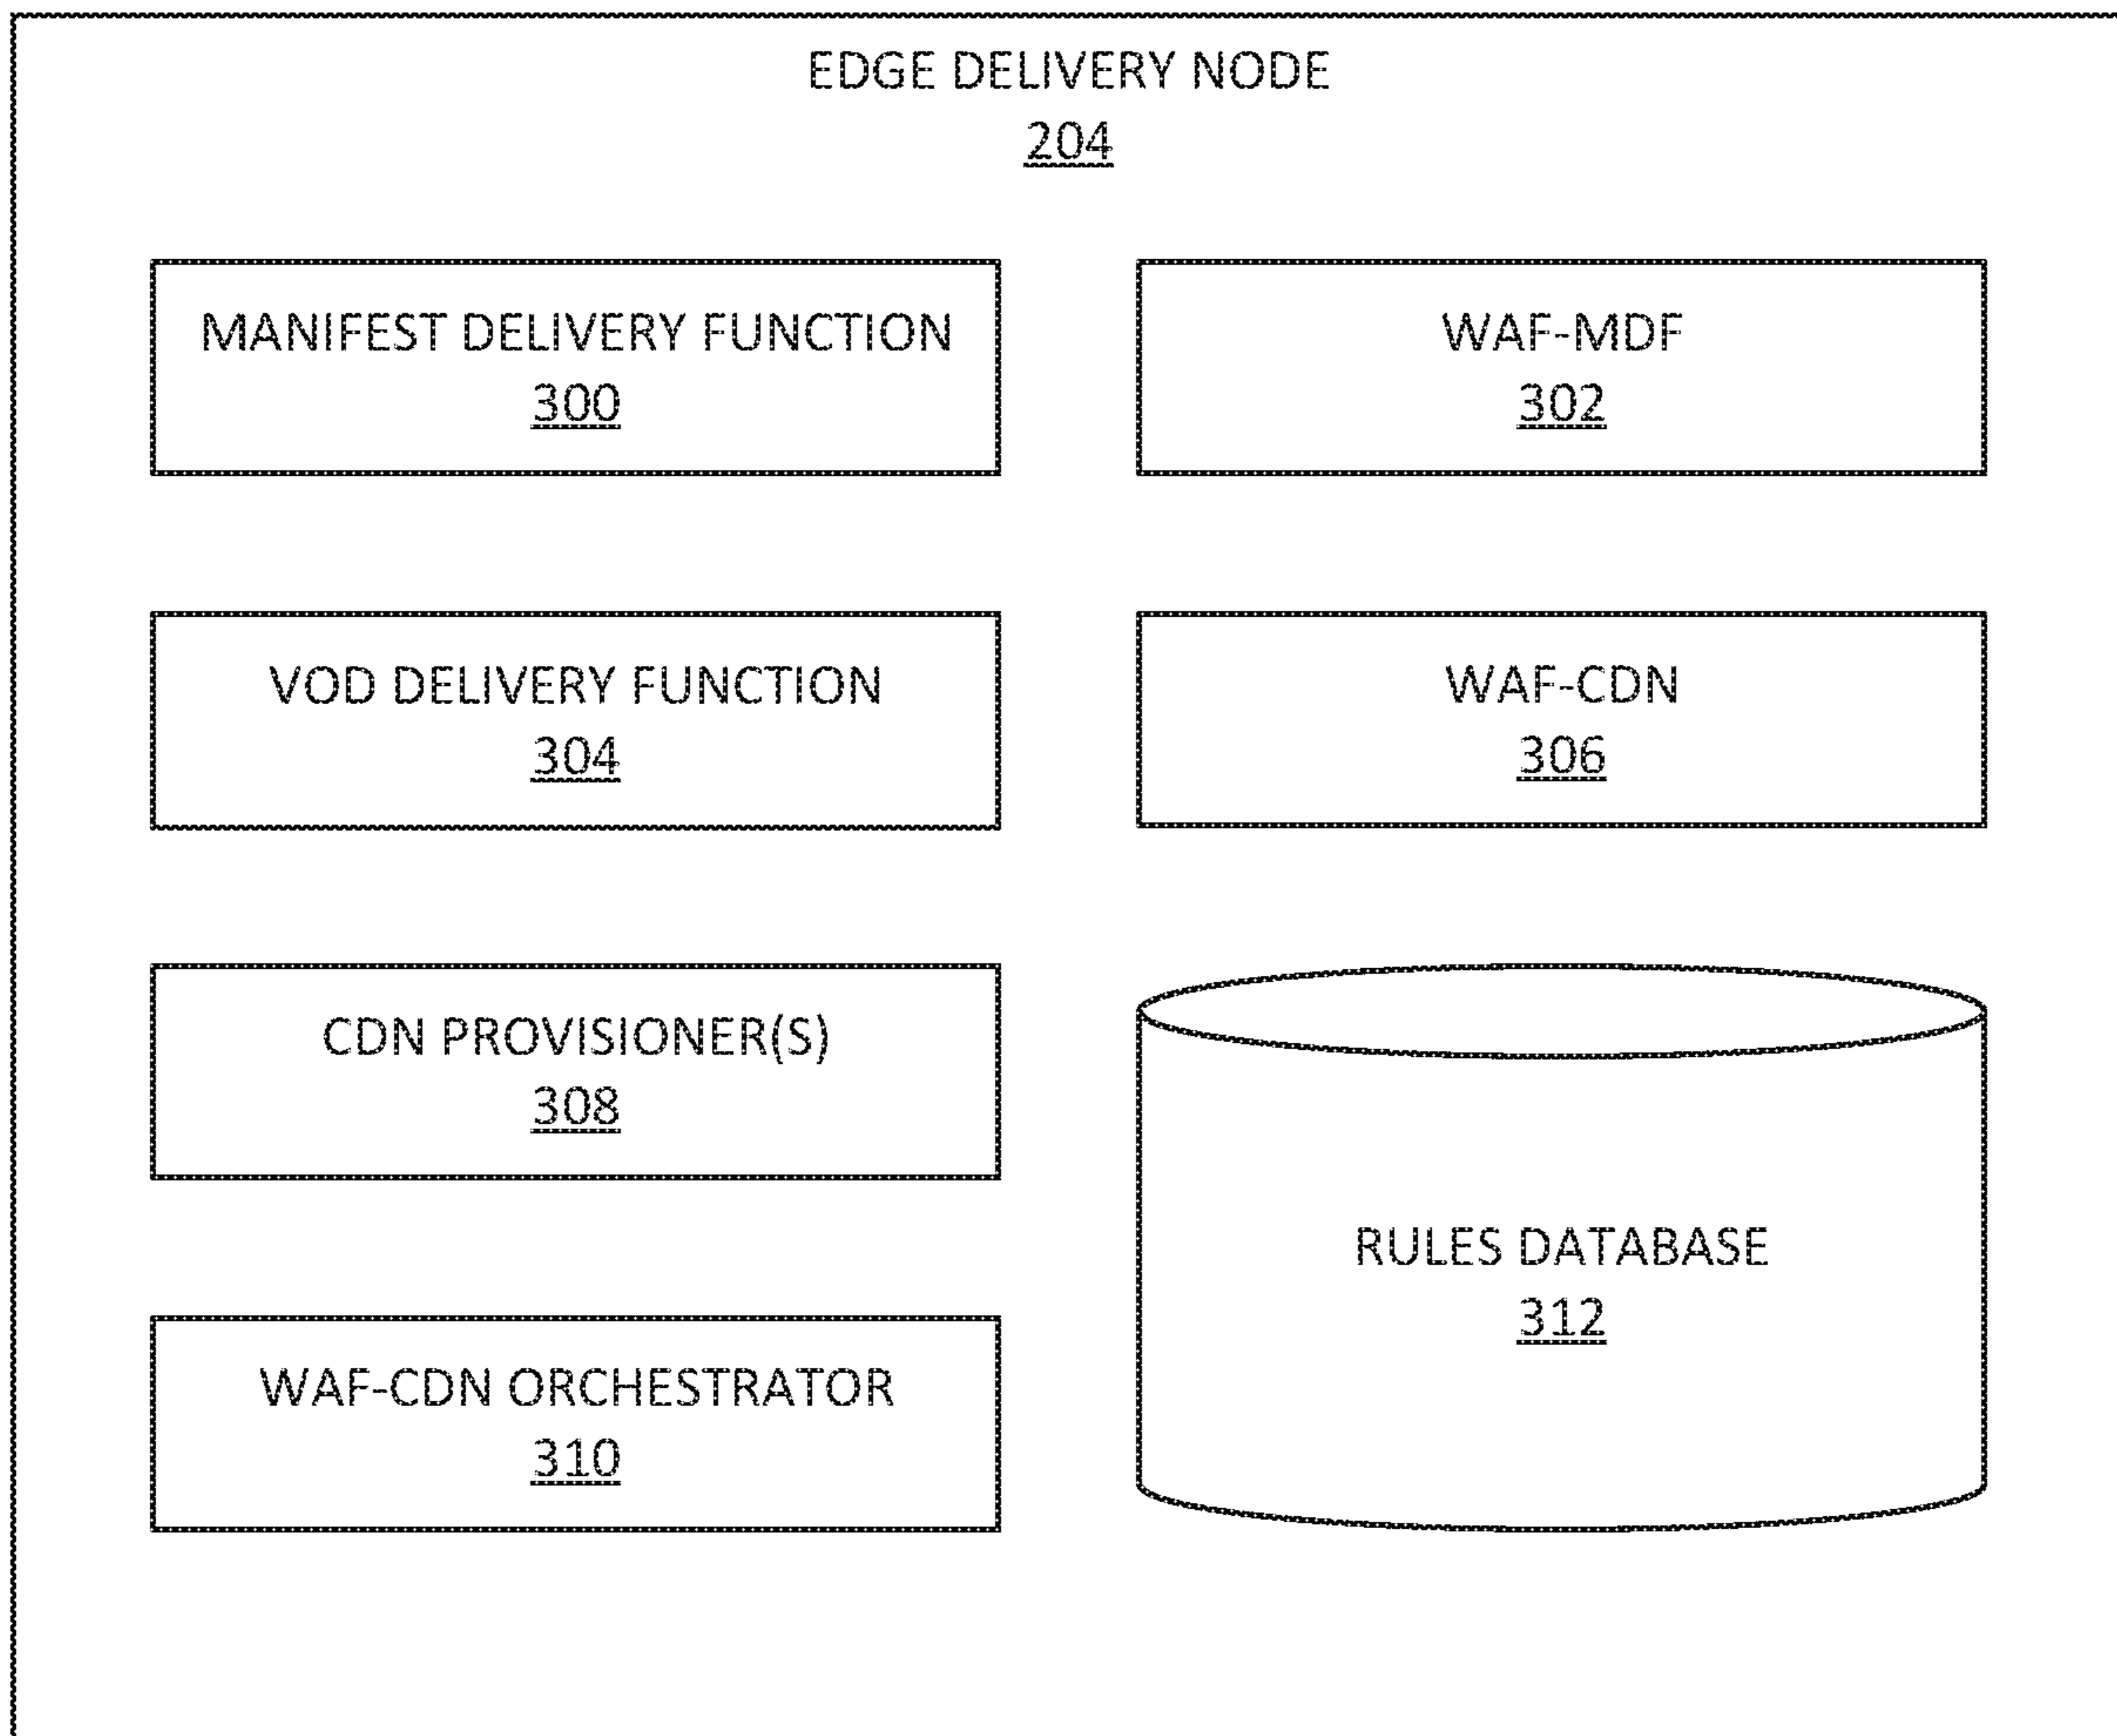 EDGE DELIVERY NODE
204
MANIFEST DELIVERY FUNCTION
300
WAF-MDF
302
VOD DELIVERY FUNCTION
304
WAF-CDN
306
CDN PROVISIONER(S)
308
RULES DATABASE
312
WAF-CDN ORCHESTRATOR
310